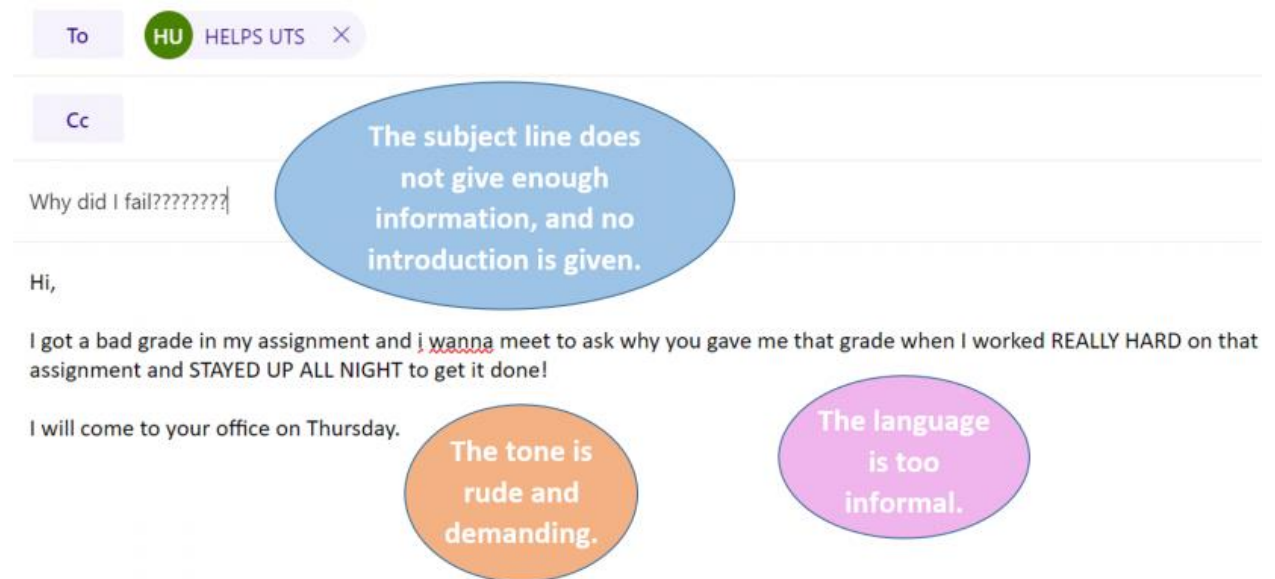 To HU HELPS UTS ×
Cc
The subject line does
not give enough
information, and no
introduction is given.
Why did I fail????????
Hi,
I got a bad grade in my assignment and i wanna meet to ask why you gave me that grade when I worked REALLY HARD on that
assignment and STAYED UP ALL NIGHT to get it done!
I will come to your office on Thursday.
The tone is
rude and
demanding.
The language
is too
informal.